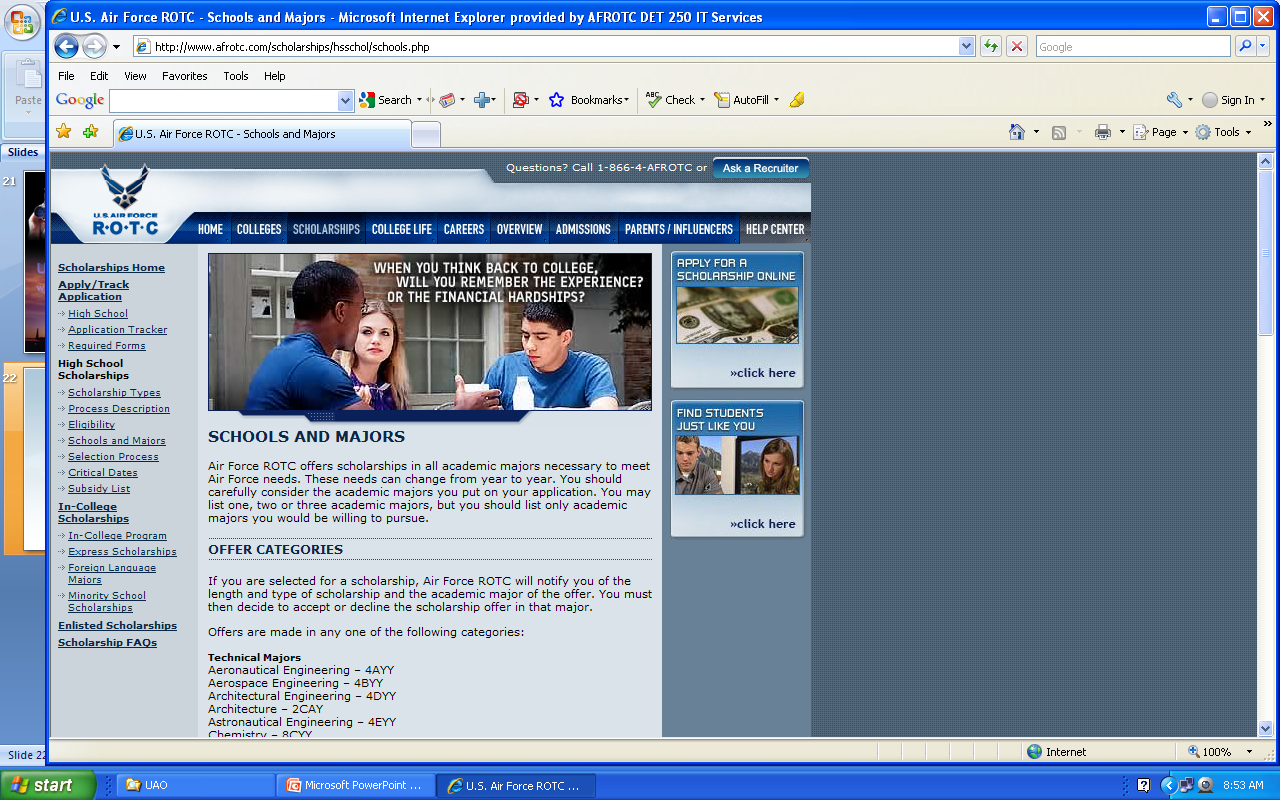 U.S. Air Force ROTC - Schools and Majors - Microsoft Internet Explorer provided by AFROTC DET 250 IT Services
http://www.afrotc.com/scholarships/hsschol/schools.php
Google
File Edit View Favorites Tools Help
Google Search Bookmarks Check AutoFill Sign In
U.S. Air Force ROTC - Schools and Majors
Page Tools
Paste
Slides
21
22
Slide 22
Questions? Call 1-866-4-AFROTC or Ask a Recruiter
U.S. AIR FORCE
R·O·T·C
HOME COLLEGES SCHOLARSHIPS COLLEGE LIFE CAREERS OVERVIEW ADMISSIONS PARENTS / INFLUENCERS HELP CENTER
Scholarships Home
Apply/Track
Application
High School
Application Tracker
Required Forms
High School
Scholarships
Scholarship Types
Process Description
Eligibility
Schools and Majors
Selection Process
Critical Dates
Subsidy List
In-College
Scholarships
In-College Program
Express Scholarships
Foreign Language
Majors
Minority School
Scholarships
Enlisted Scholarships
Scholarship FAQs
WHEN YOU THINK BACK TO COLLEGE,
WILL YOU REMEMBER THE EXPERIENCE?
OR THE FINANCIAL HARDSHIPS?
SCHOOLS AND MAJORS
Air Force ROTC offers scholarships in all academic majors necessary to meet
Air Force needs. These needs can change from year to year. You should
carefully consider the academic majors you put on your application. You may
list one, two or three academic majors, but you should list only academic
majors you would be willing to pursue.
OFFER CATEGORIES
If you are selected for a scholarship, Air Force ROTC will notify you of the
length and type of scholarship and the academic major of the offer. You must
then decide to accept or decline the scholarship offer in that major.
Offers are made in any one of the following categories:
Technical Majors
Aeronautical Engineering – 4AYY
Aerospace Engineering – 4BYY
Architectural Engineering – 4DYY
Architecture – 2CAY
Astronautical Engineering – 4EYY
Chemistry – 8CYY
APPLY FOR A
SCHOLARSHIP ONLINE
»click here
FIND STUDENTS
JUST LIKE YOU
»click here
Internet 100%
start UAO Microsoft PowerPoint ... U.S. Air Force ROTC ... 8:53 AM